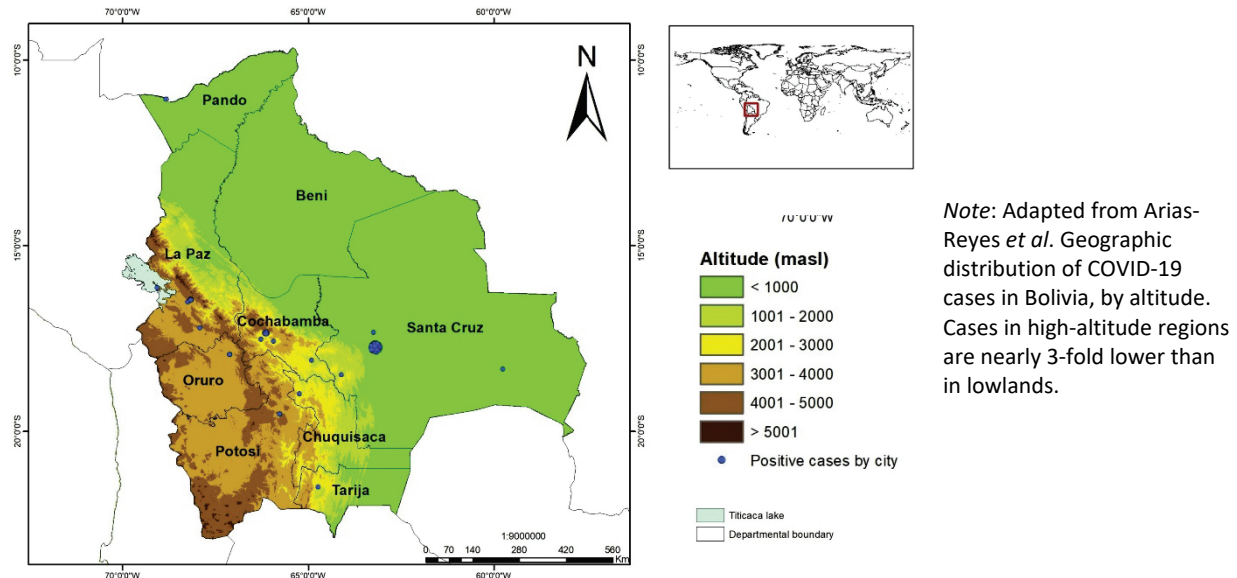 70°0'0"W 65°0'0"W 60°0'0"W
10°0'0"S
10°0'0"S
N
Pando
Beni
15°0'0"S
15°0'0"S
La Paz
Cochabamba
Santa Cruz
Oruro
20°0'0"S
20°0'0"S
Chuquisaca
Potosi
Tarija
1:9000000
0 70 140 280 420 560
Km
70°0'0"W 65°0'0"W 60°0'0"W
70°0'0"W
Altitude (masl)
< 1000
1001 - 2000
2001 - 3000
3001 - 4000
4001 - 5000
> 5001
Positive cases by city
Titicaca lake
Departmental boundary
Note: Adapted from Arias-
Reyes et al. Geographic
distribution of COVID-19
cases in Bolivia, by altitude.
Cases in high-altitude regions
are nearly 3-fold lower than
in lowlands.